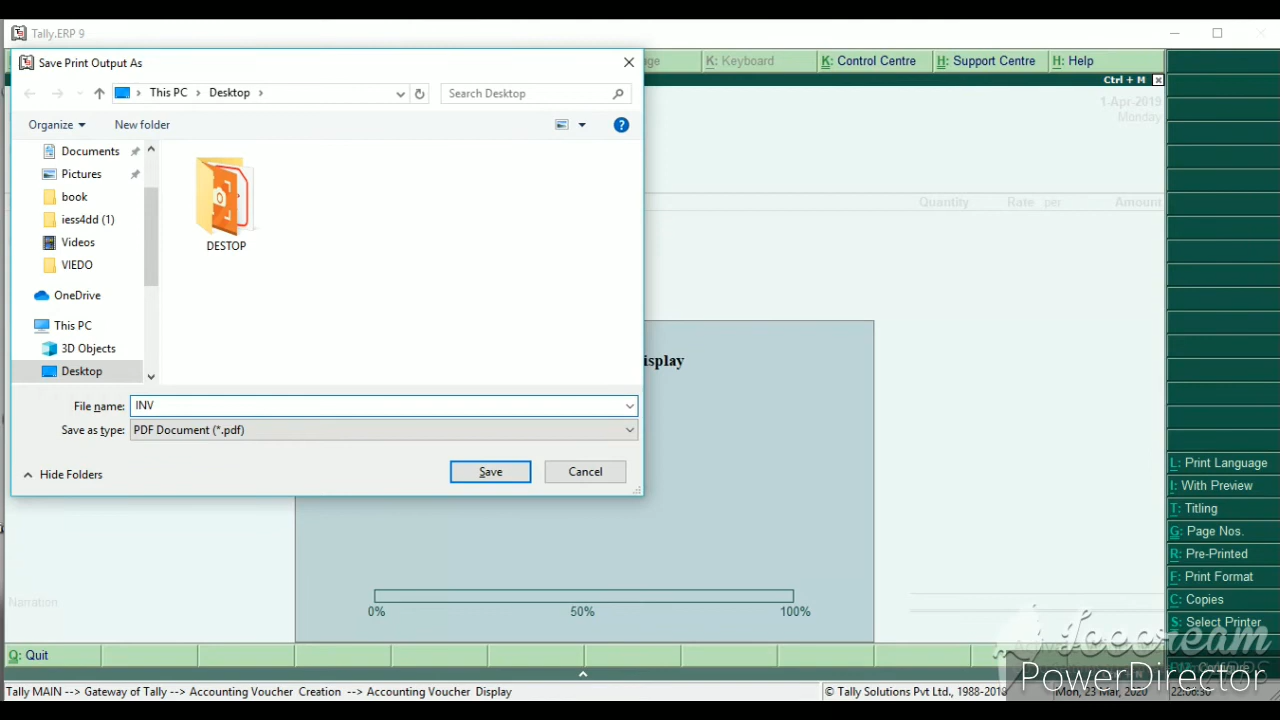 Tally.ERP 9
Save Print Output As
K: Keyboard
K: Control Centre
H: Support Centre
H: Help
Ctrl + M
This PC
Desktop
Search Desktop
1-Apr-2019
Monday
Organize
New folder
Documents
Pictures
book
iess4dd (1)
Videos
VIEDO
OneDrive
This PC
3D Objects
Desktop
DESTOP
Quantity
Rate per
Amount
isplay
File name: INV
Save as type: PDF Document (*.pdf)
Hide Folders
Save
Cancel
L: Print Language
I: With Preview
T: Titling
G: Page Nos.
R: Pre-Printed
F: Print Format
C: Copies
S: Select Printer
Narration
0%
50%
100%
Icecream
PowerDirector
Q: Quit
Tally MAIN --> Gateway of Tally --> Accounting Voucher Creation --> Accounting Voucher Display
© Tally Solutions Pvt Ltd., 1988-2018
Mon, 23 Mar, 2020